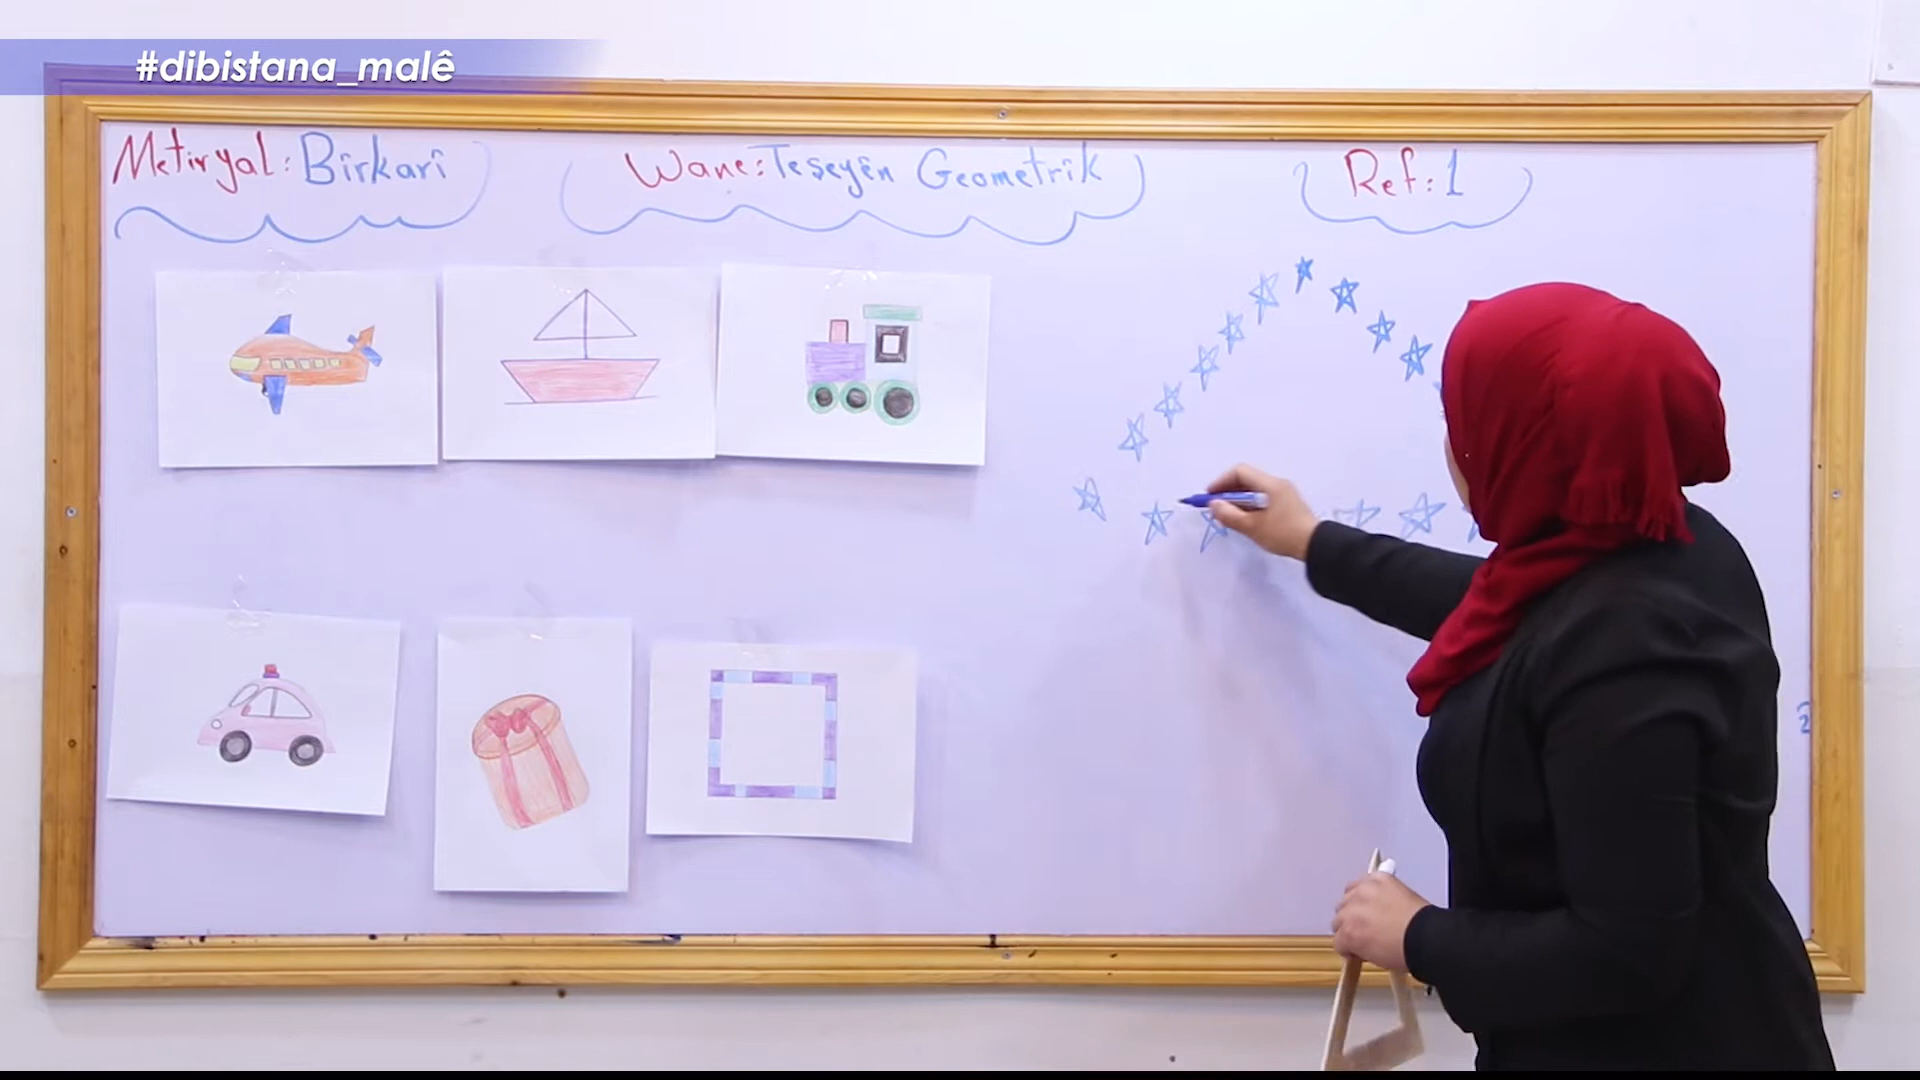 #dibistana_malê
Metiryal: Bîrkarî
Wane: Teşeyên Geometrîk
Ref: 1